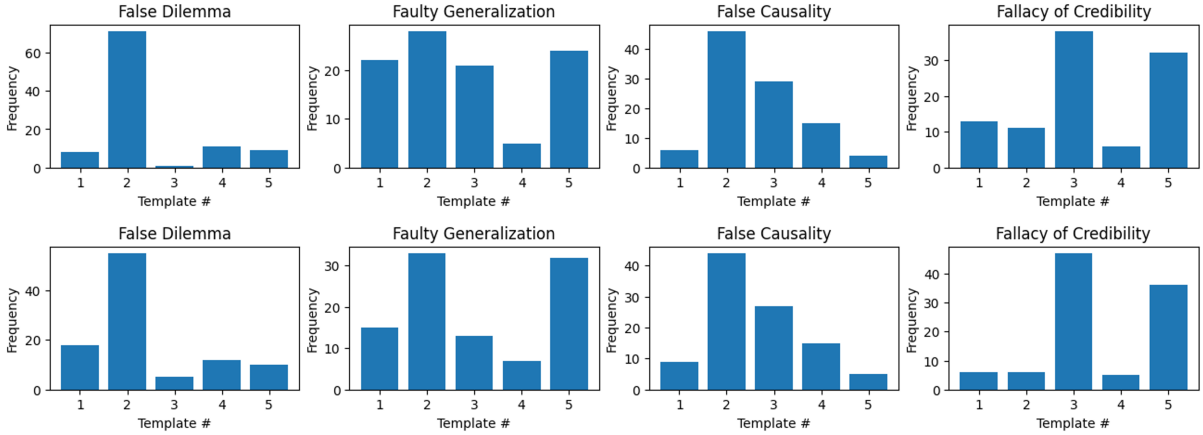 False Dilemma
Faulty Generalization
False Causality
Fallacy of Credibility
Frequency
60
40
20
0
1 2 3 4 5
Template #
Frequency
20
10
0
1 2 3 4 5
Template #
Frequency
40
30
20
10
0
1 2 3 4 5
Template #
Frequency
30
20
10
0
1 2 3 4 5
Template #
False Dilemma
Faulty Generalization
False Causality
Fallacy of Credibility
Frequency
40
20
0
1 2 3 4 5
Template #
Frequency
30
20
10
0
1 2 3 4 5
Template #
Frequency
40
30
20
10
0
1 2 3 4 5
Template #
Frequency
40
30
20
10
0
1 2 3 4 5
Template #